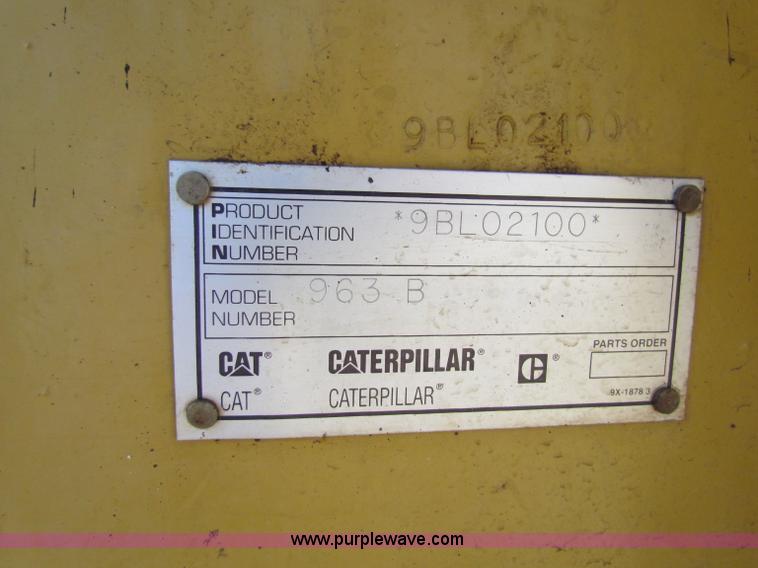 9BL02100
PRODUCT
IDENTIFICATION
NUMBER
*9BL02100*
MODEL
NUMBER
963 B
CAT® CATERPILLAR® ®
PARTS ORDER
CAT® CATERPILLAR®
9X-1878 3
www.purplewave.com